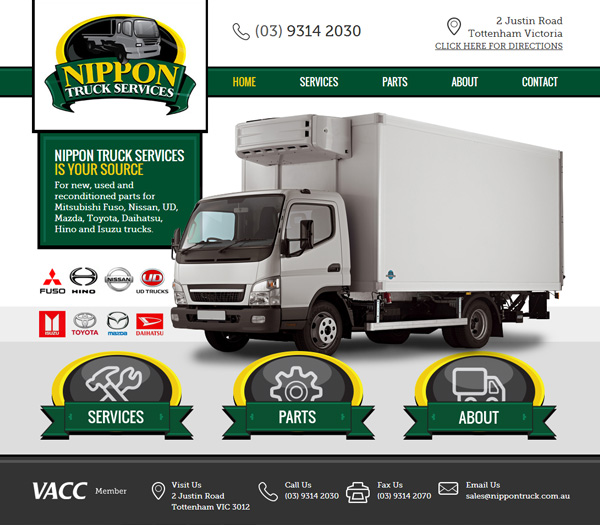 NIPPON
TRUCK SERVICES
(03) 9314 2030
2 Justin Road
Tottenham Victoria
CLICK HERE FOR DIRECTIONS
HOME SERVICES PARTS ABOUT CONTACT
NIPPON TRUCK SERVICES
IS YOUR SOURCE
For new, used and
reconditioned parts for
Mitsubishi Fuso, Nissan, UD,
Mazda, Toyota, Daihatsu,
Hino and Isuzu trucks.
FUSO HINO NISSAN UD UD TRUCKS
ISUZU TOYOTA mazda DAIHATSU
SERVICES PARTS ABOUT
VACC Member
Visit Us
2 Justin Road
Tottenham VIC 3012
Call Us
(03) 9314 2030
Fax Us
(03) 9314 2070
Email Us
sales@nippontruck.com.au